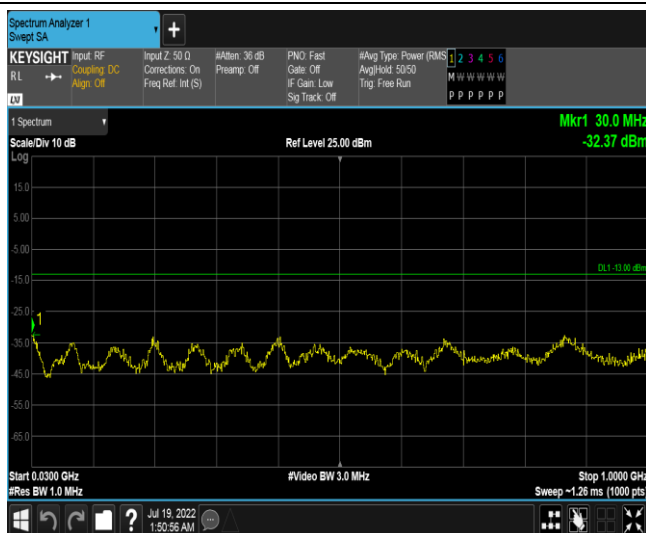 Spectrum Analyzer 1
Swept SA
+
KEYSIGHT
RL
LXI
Input: RF
Coupling: DC
Align: Off
Input Z: 50 Ω
Corrections: On
Freq Ref: Int (S)
#Atten: 36 dB
Preamp: Off
PNO: Fast
Gate: Off
IF Gain: Low
Sig Track: Off
#Avg Type: Power (RMS
Avg|Hold: 50/50
Trig: Free Run
1 2 3 4 5 6
M W W W W W
P P P P P P
1 Spectrum
Mkr1 30.0 MHz
Scale/Div 10 dB
Ref Level 25.00 dBm
-32.37 dBm
Log
15.0
5.00
-5.00
DL1 -13.00 dBm
-15.0
-25.0
1
-35.0
-45.0
-55.0
-65.0
Start 0.0300 GHz
#Video BW 3.0 MHz
Stop 1.0000 GHz
#Res BW 1.0 MHz
Sweep ~1.26 ms (1000 pts)
?
Jul 19, 2022
1:50:56 AM